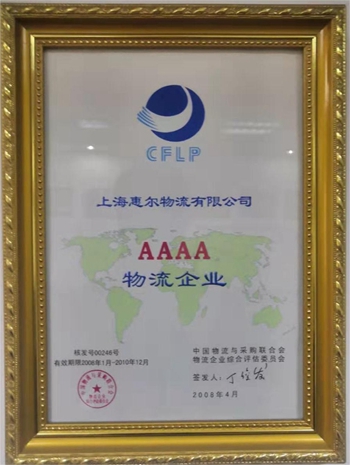 CFLP
上海惠尔物流有限公司
AAAA
物流企业
核发号00246号
有效期限2008年1月-2010年12月
中国物流与采购联合会
物流企业综合评估委员会
签发人:
2008年4月